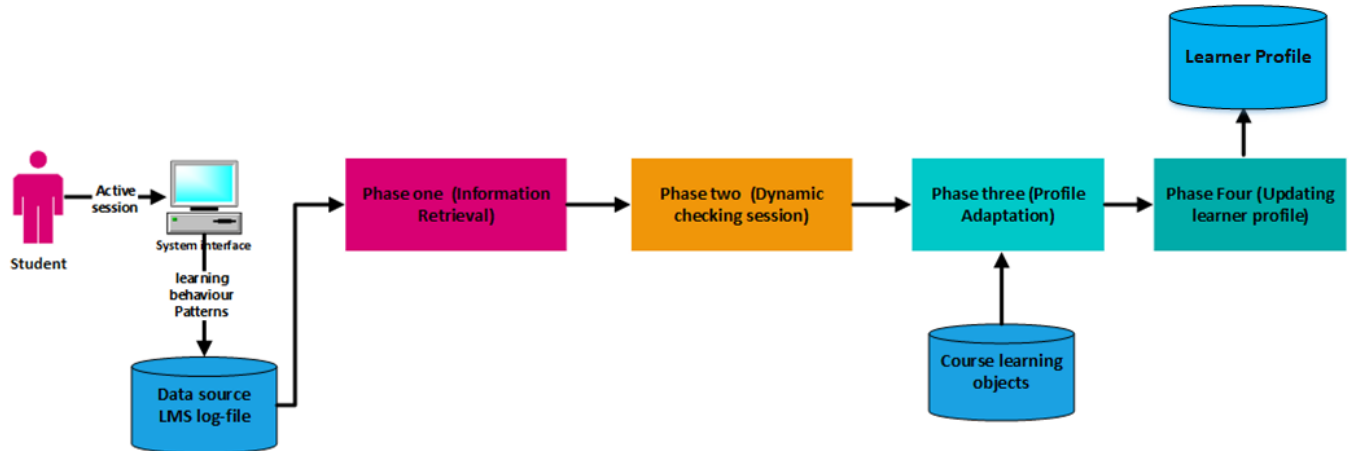 Learner Profile
Student
Active
session
System interface
learning
behaviour
Patterns
Data source
LMS log-file
Phase one  (Information
Retrieval)
Phase two  (Dynamic
checking session)
Phase three (Profile
Adaptation)
Course learning
objects
Phase Four (Updating
learner profile)